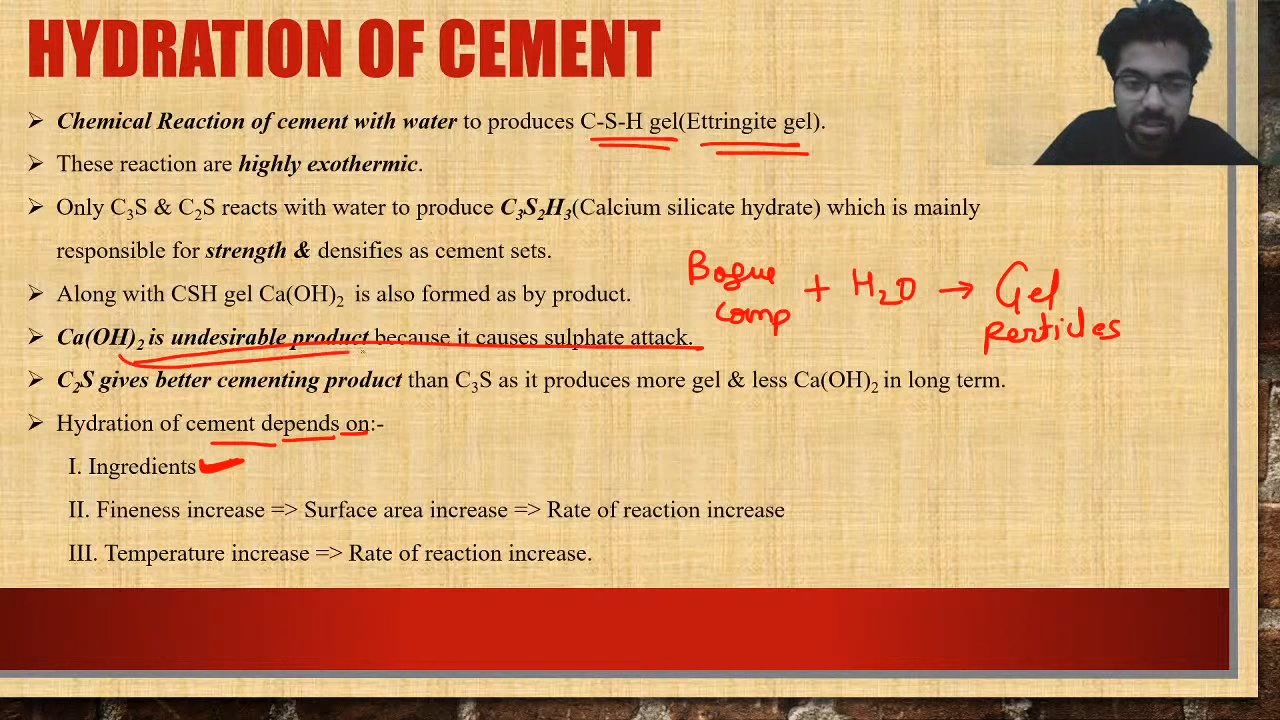 HYDRATION OF CEMENT
➢ Chemical Reaction of cement with water to produces C-S-H gel(Ettringite gel).
➢ These reaction are highly exothermic.
➢ Only C₃S & C₂S reacts with water to produce C₃S₂H₃(Calcium silicate hydrate) which is mainly
responsible for strength & densifies as cement sets.
➢ Along with CSH gel Ca(OH)₂ is also formed as by product.
Bogue
comp + H₂O → Gel
perticles
➢ Ca(OH)₂ is undesirable product because it causes sulphate attack.
➢ C₂S gives better cementing product than C₃S as it produces more gel & less Ca(OH)₂ in long term.
➢ Hydration of cement depends on:-
I. Ingredients
II. Fineness increase => Surface area increase => Rate of reaction increase
III. Temperature increase => Rate of reaction increase.